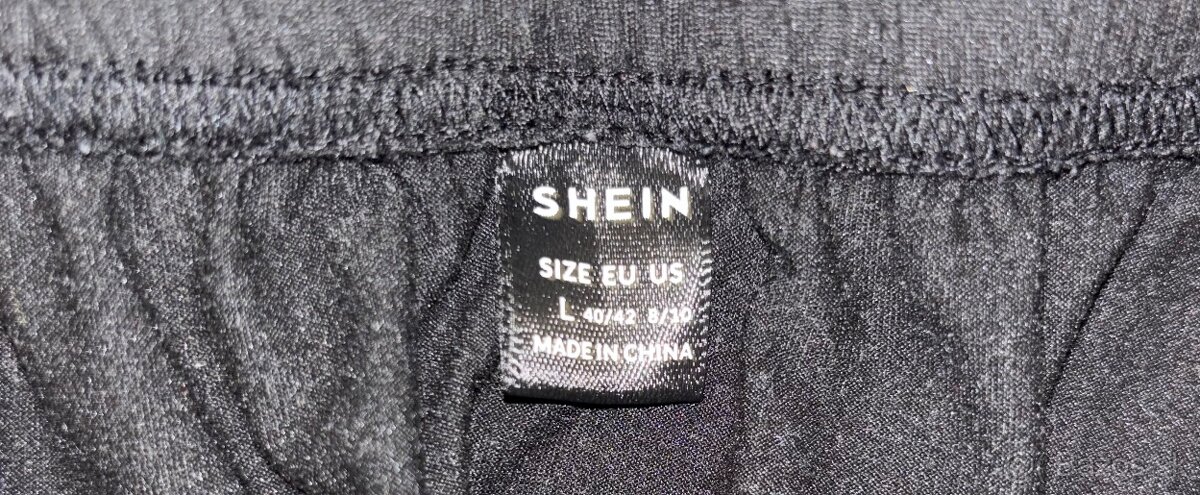 SHEIN
SIZE EU US
L 40/42 8/10
MADE IN CHINA